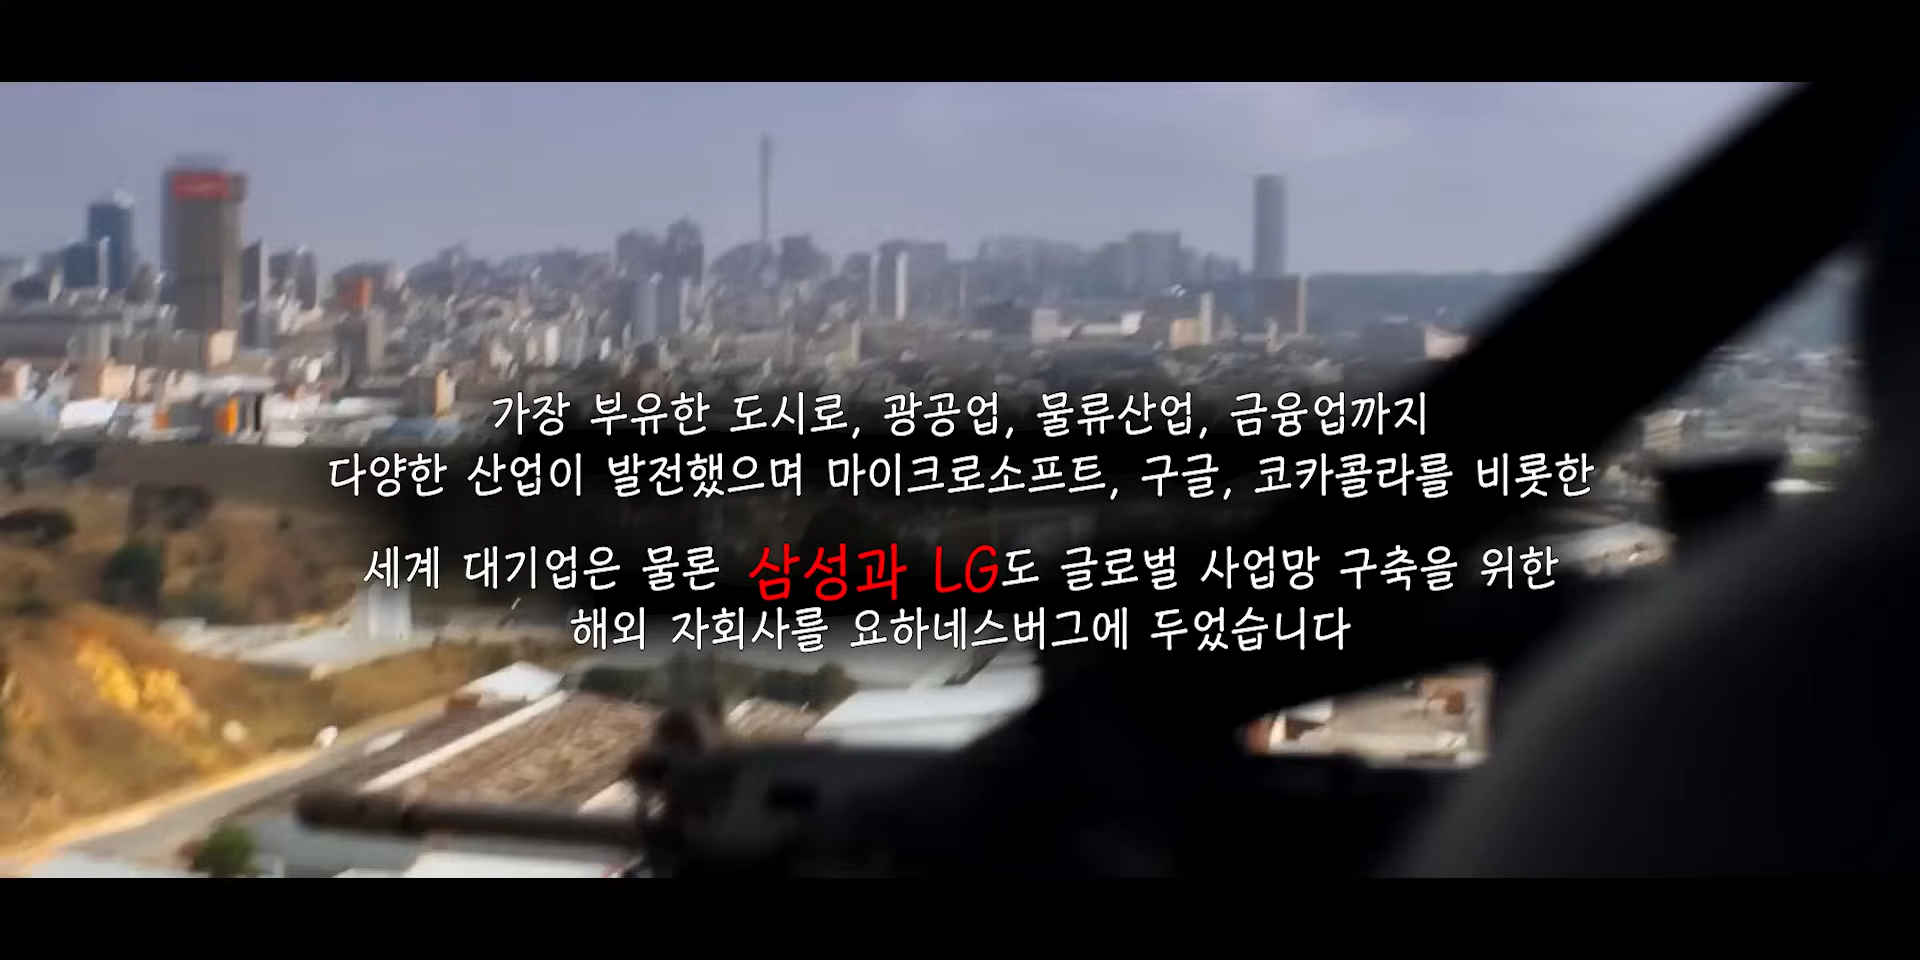 가장 부유한 도시로, 광공업, 물류산업, 금융업까지
다양한 산업이 발전했으며 마이크로소프트, 구글, 코카콜라를 비롯한
세계 대기업은 물론 삼성과 LG도 글로벌 사업망 구축을 위한
해외 자회사를 요하네스버그에 두었습니다